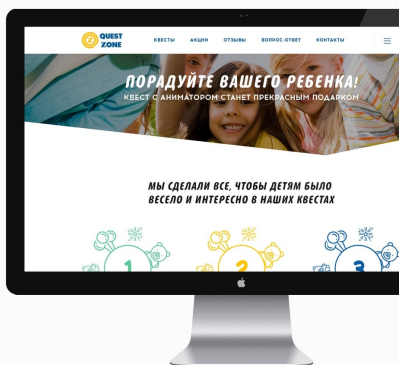 QUEST
ZONE
КВЕСТЫ АКЦИИ ОТЗЫВЫ ВОПРОС-ОТВЕТ КОНТАКТЫ
ПОРАДУЙТЕ ВАШЕГО РЕБЕНКА!
КВЕСТ С АНИМАТОРОМ СТАНЕТ ПРЕКРАСНЫМ ПОДАРКОМ
МЫ СДЕЛАЛИ ВСЕ, ЧТОБЫ ДЕТЯМ БЫЛО
ВЕСЕЛО И ИНТЕРЕСНО В НАШИХ КВЕСТАХ
1 2 3